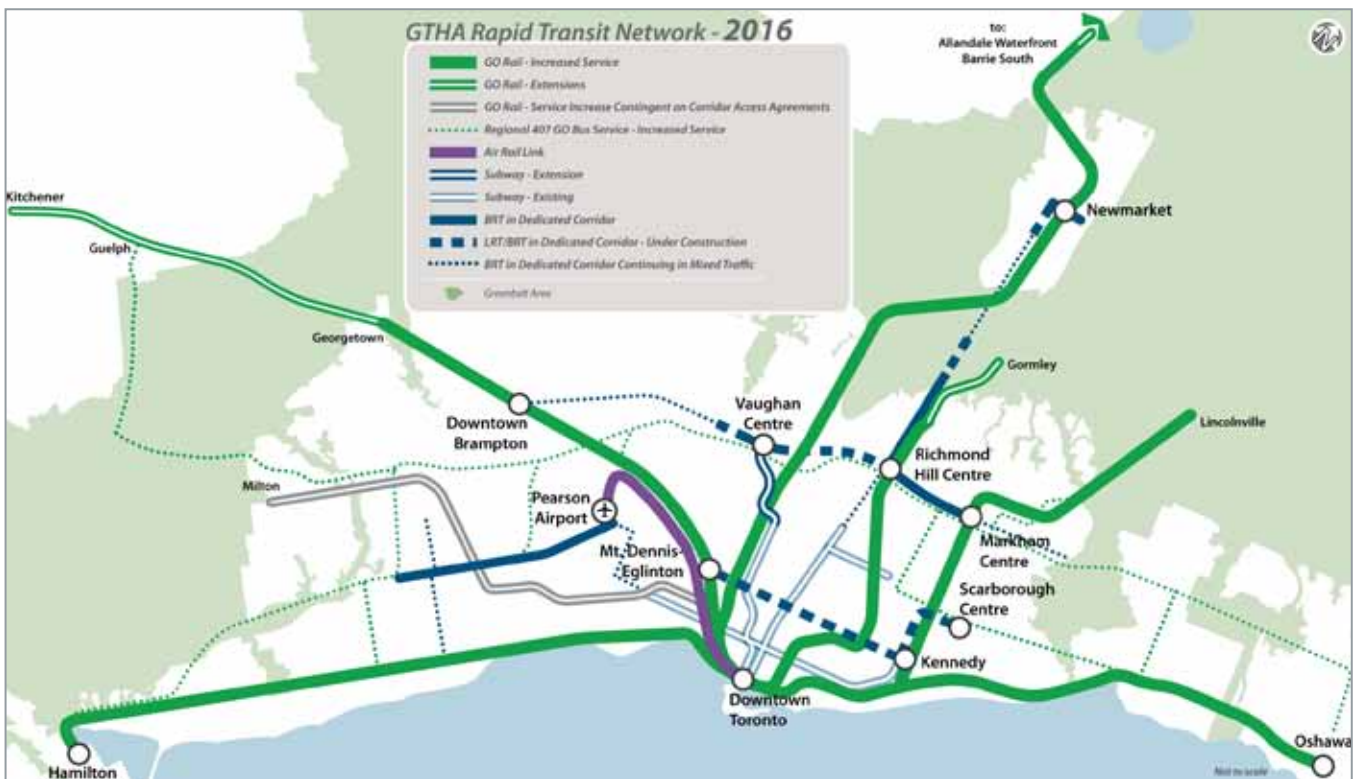 GTHA Rapid Transit Network - 2016
GO Rail - Increased Service
GO Rail - Extensions
GO Rail - Service Increase Contingent on Corridor Access Agreements
Regional 407 GO Bus Service - Increased Service
Air Rail Link
Subway - Extension
Subway - Existing
BRT in Dedicated Corridor
LRT/BRT in Dedicated Corridor - Under Construction
BRT in Dedicated Corridor Continuing in Mixed Traffic
Greenbelt Area
to:
Allandale Waterfront
Barrie South
Kitchener
Guelph
Newmarket
Georgetown
Gormley
Downtown
Brampton
Vaughan
Centre
Lincolnville
Richmond
Hill Centre
Milton
Pearson
Airport
Mt. Dennis-
Eglinton
Markham
Centre
Scarborough
Centre
Kennedy
Downtown
Toronto
Hamilton
Oshawa
Not to scale